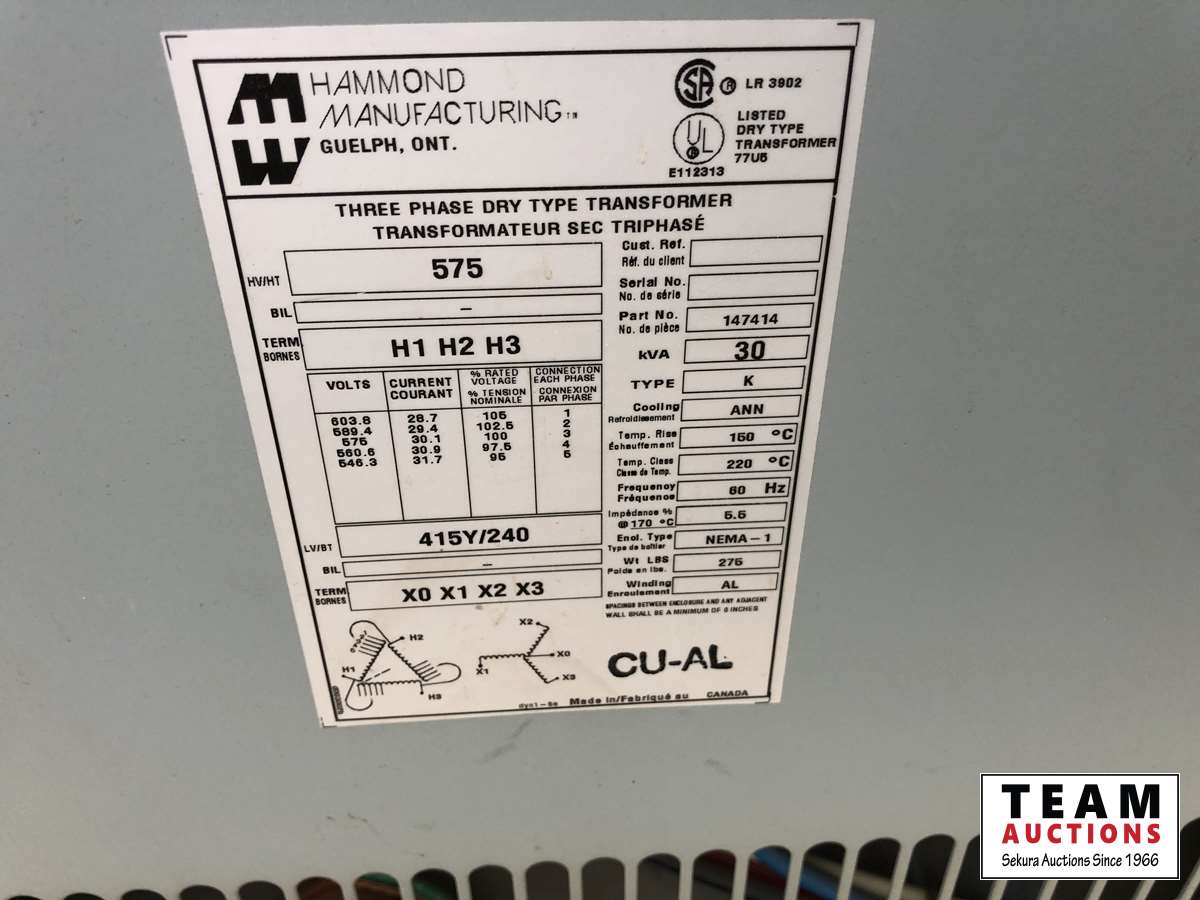 HAMMOND
MANUFACTURING™
GUELPH, ONT.
LR 3902
LISTED
DRY TYPE
TRANSFORMER
77U5
E112313
THREE PHASE DRY TYPE TRANSFORMER
TRANSFORMATEUR SEC TRIPHASÉ
HV/HT 575
BIL –
TERM
BORNES
H1 H2 H3
VOLTS
CURRENT
COURANT
% RATED
VOLTAGE
% TENSION
NOMINALE
CONNECTION
EACH PHASE
CONNEXION
PAR PHASE
603.8 28.7 105 1
589.4 29.4 102.5 2
575 30.1 100 3
560.6 30.9 97.5 4
546.3 31.7 95 5
LV/BT 415Y/240
BIL –
TERM
BORNES
X0 X1 X2 X3
Cust. Ref.
Réf. du client
Serial No.
No. de série
Part No.
No. de pièce
147414
kVA 30
TYPE K
Cooling
Refroidissement
ANN
Temp. Rise
Échauffement
150 °C
Temp. Class
Classe de Temp.
220 °C
Frequency
Fréquence
60 Hz
Impédance %
@ 170 °C
5.5
Encl. Type
Type de boîtier
NEMA-1
Wt LBS
Poids en lbs.
275
Winding
Enroulement
AL
SPACINGS BETWEEN ENCLOSURE AND ANY ADJACENT
WALL SHALL BE A MINIMUM OF 6 INCHES
H1
H2
H3
X1
X2
X0
X3
CU-AL
Made in/Fabriqué au CANADA
TEAM
AUCTIONS
Sekura Auctions Since 1966